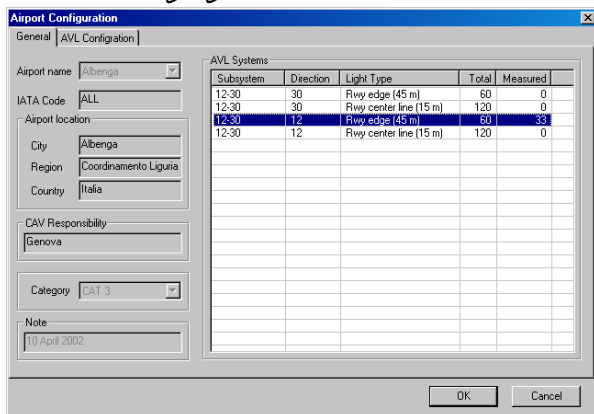 Airport Configuration
General AVL Configration
Airport name Albenga
IATA Code ALL
Airport location
City Albenga
Region Coordinamento Liguria
Country Italia
CAV Responsibility
Genova
Category CAT 3
Note
10 April 2002
AVL Systems
Subsystem Direction Light Type Total Measured
12-30 30 Rwy edge (45 m) 60 0
12-30 30 Rwy center line (15 m) 120 0
12-30 12 Rwy edge (45 m) 60 33
12-30 12 Rwy center line (15 m) 120 0
OK Cancel